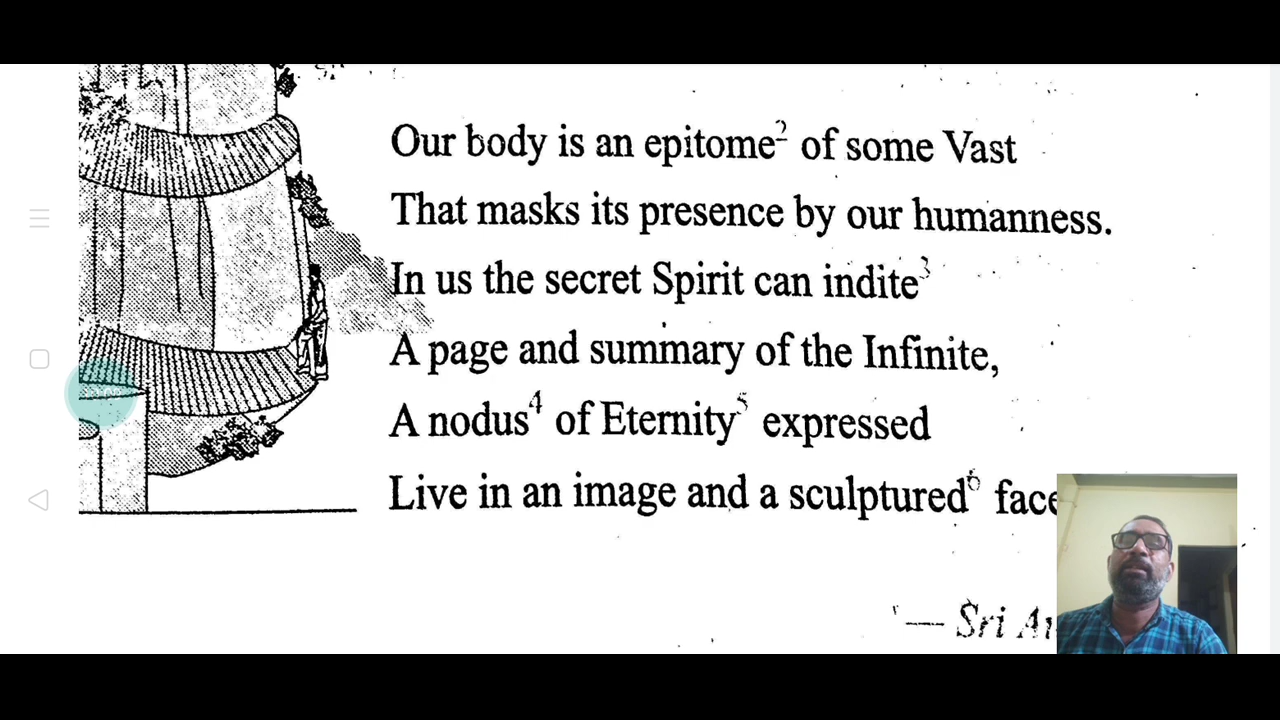 Our body is an epitome² of some Vast
That masks its presence by our humanness.
In us the secret Spirit can indite³
A page and summary of the Infinite,
A nodus⁴ of Eternity⁵ expressed
Live in an image and a sculptured⁶ face
— Sri